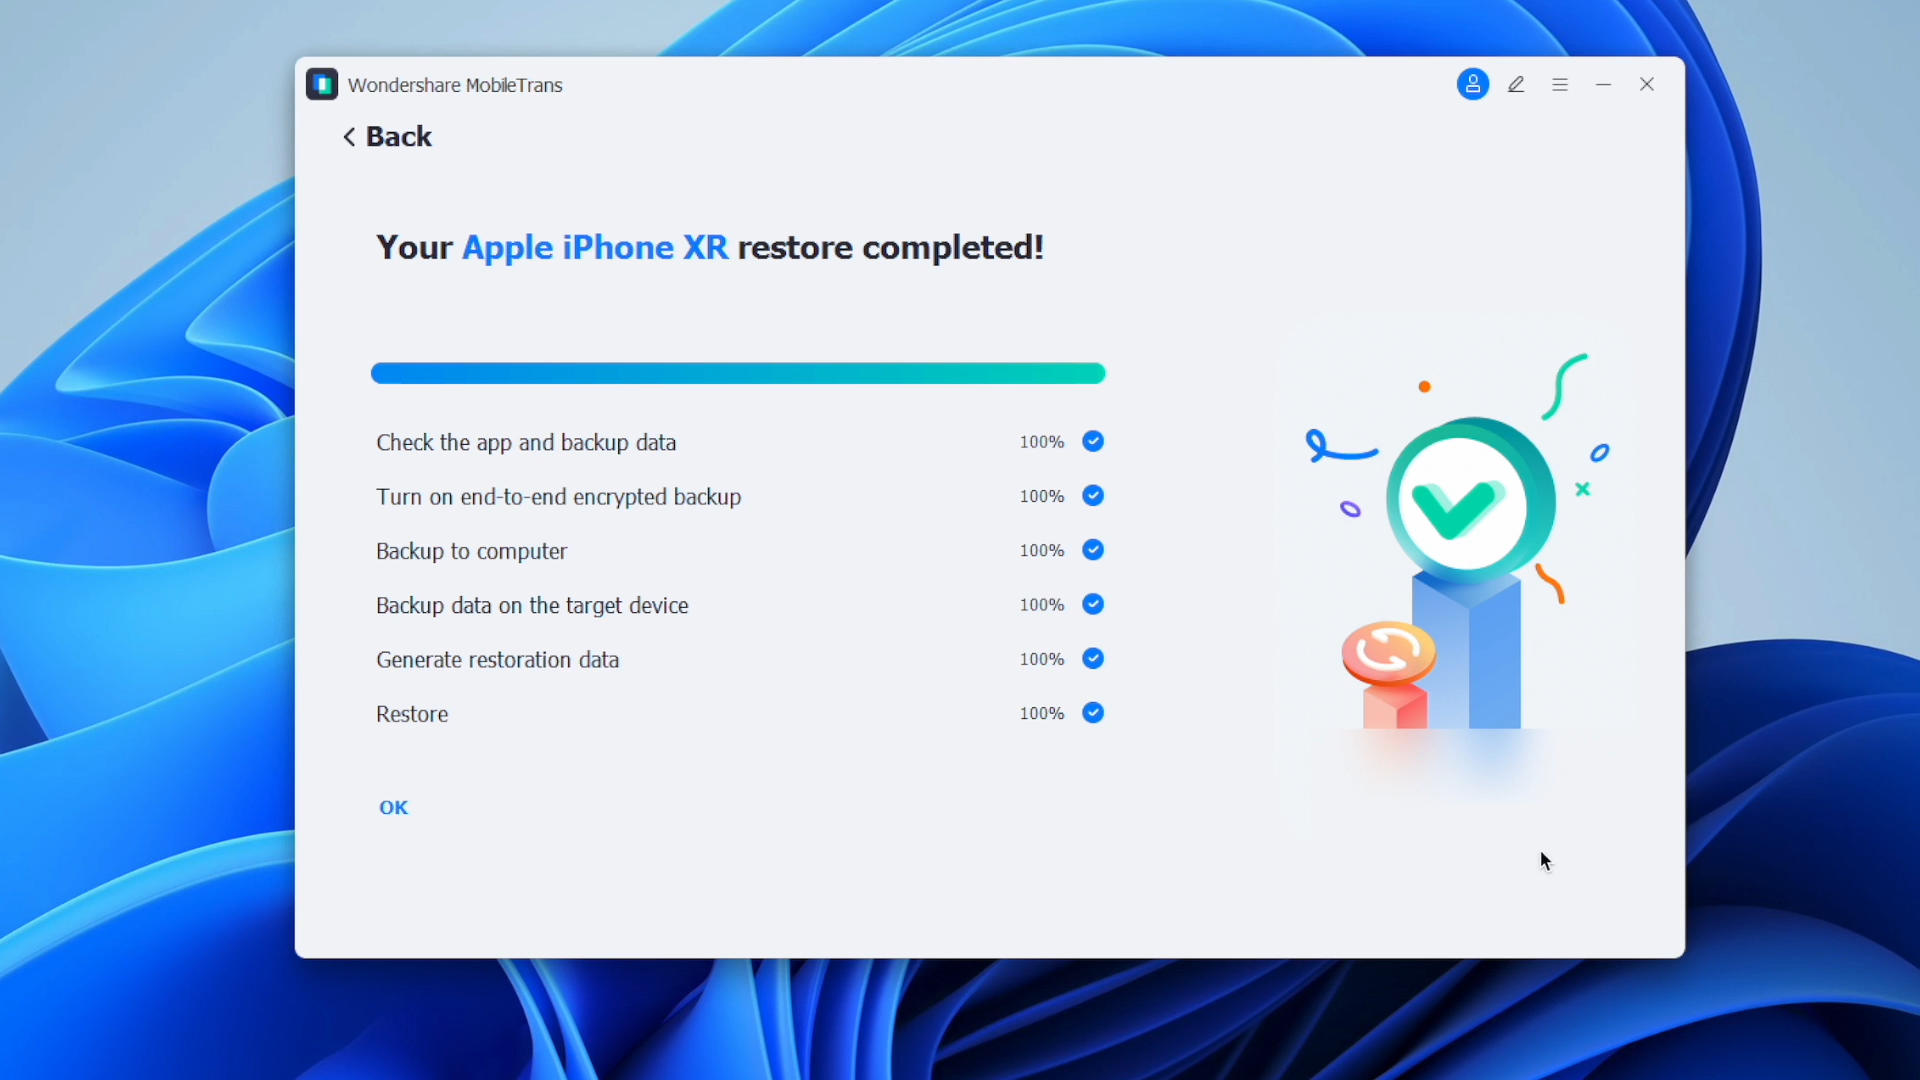 Wondershare MobileTrans
Back
Your Apple iPhone XR restore completed!
Check the app and backup data 100%
Turn on end-to-end encrypted backup 100%
Backup to computer 100%
Backup data on the target device 100%
Generate restoration data 100%
Restore 100%
OK